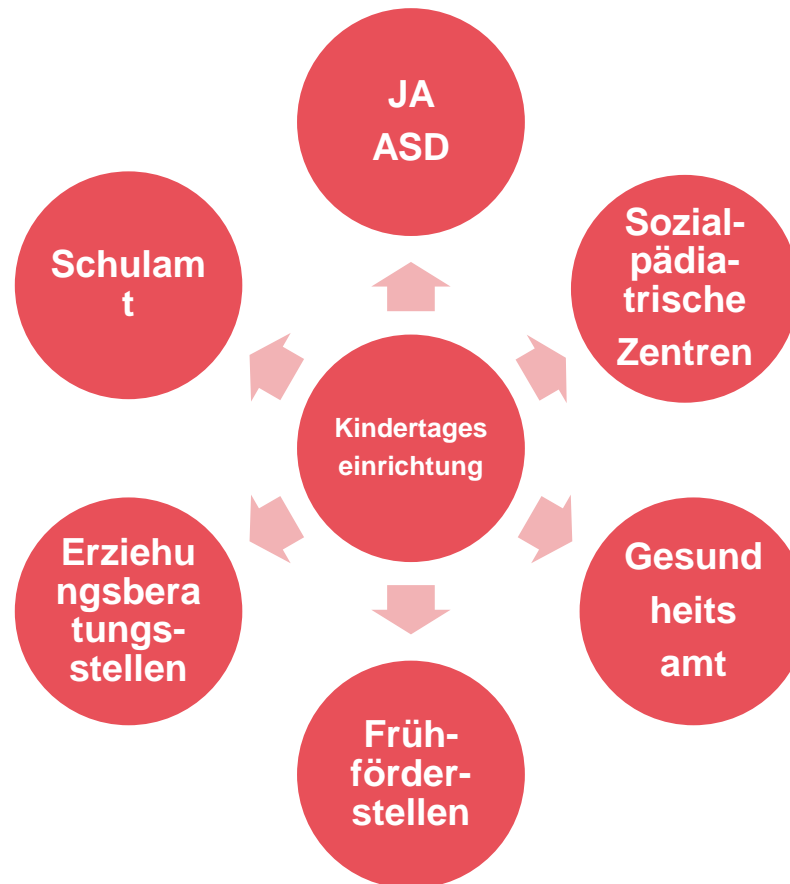 JA
ASD
Sozial-
pädia-
trische
Zentren
Schulam
t
Kindertages
einrichtung
Erziehu
ngsbera
tungs-
stellen
Gesund
heits
amt
Früh-
förder-
stellen